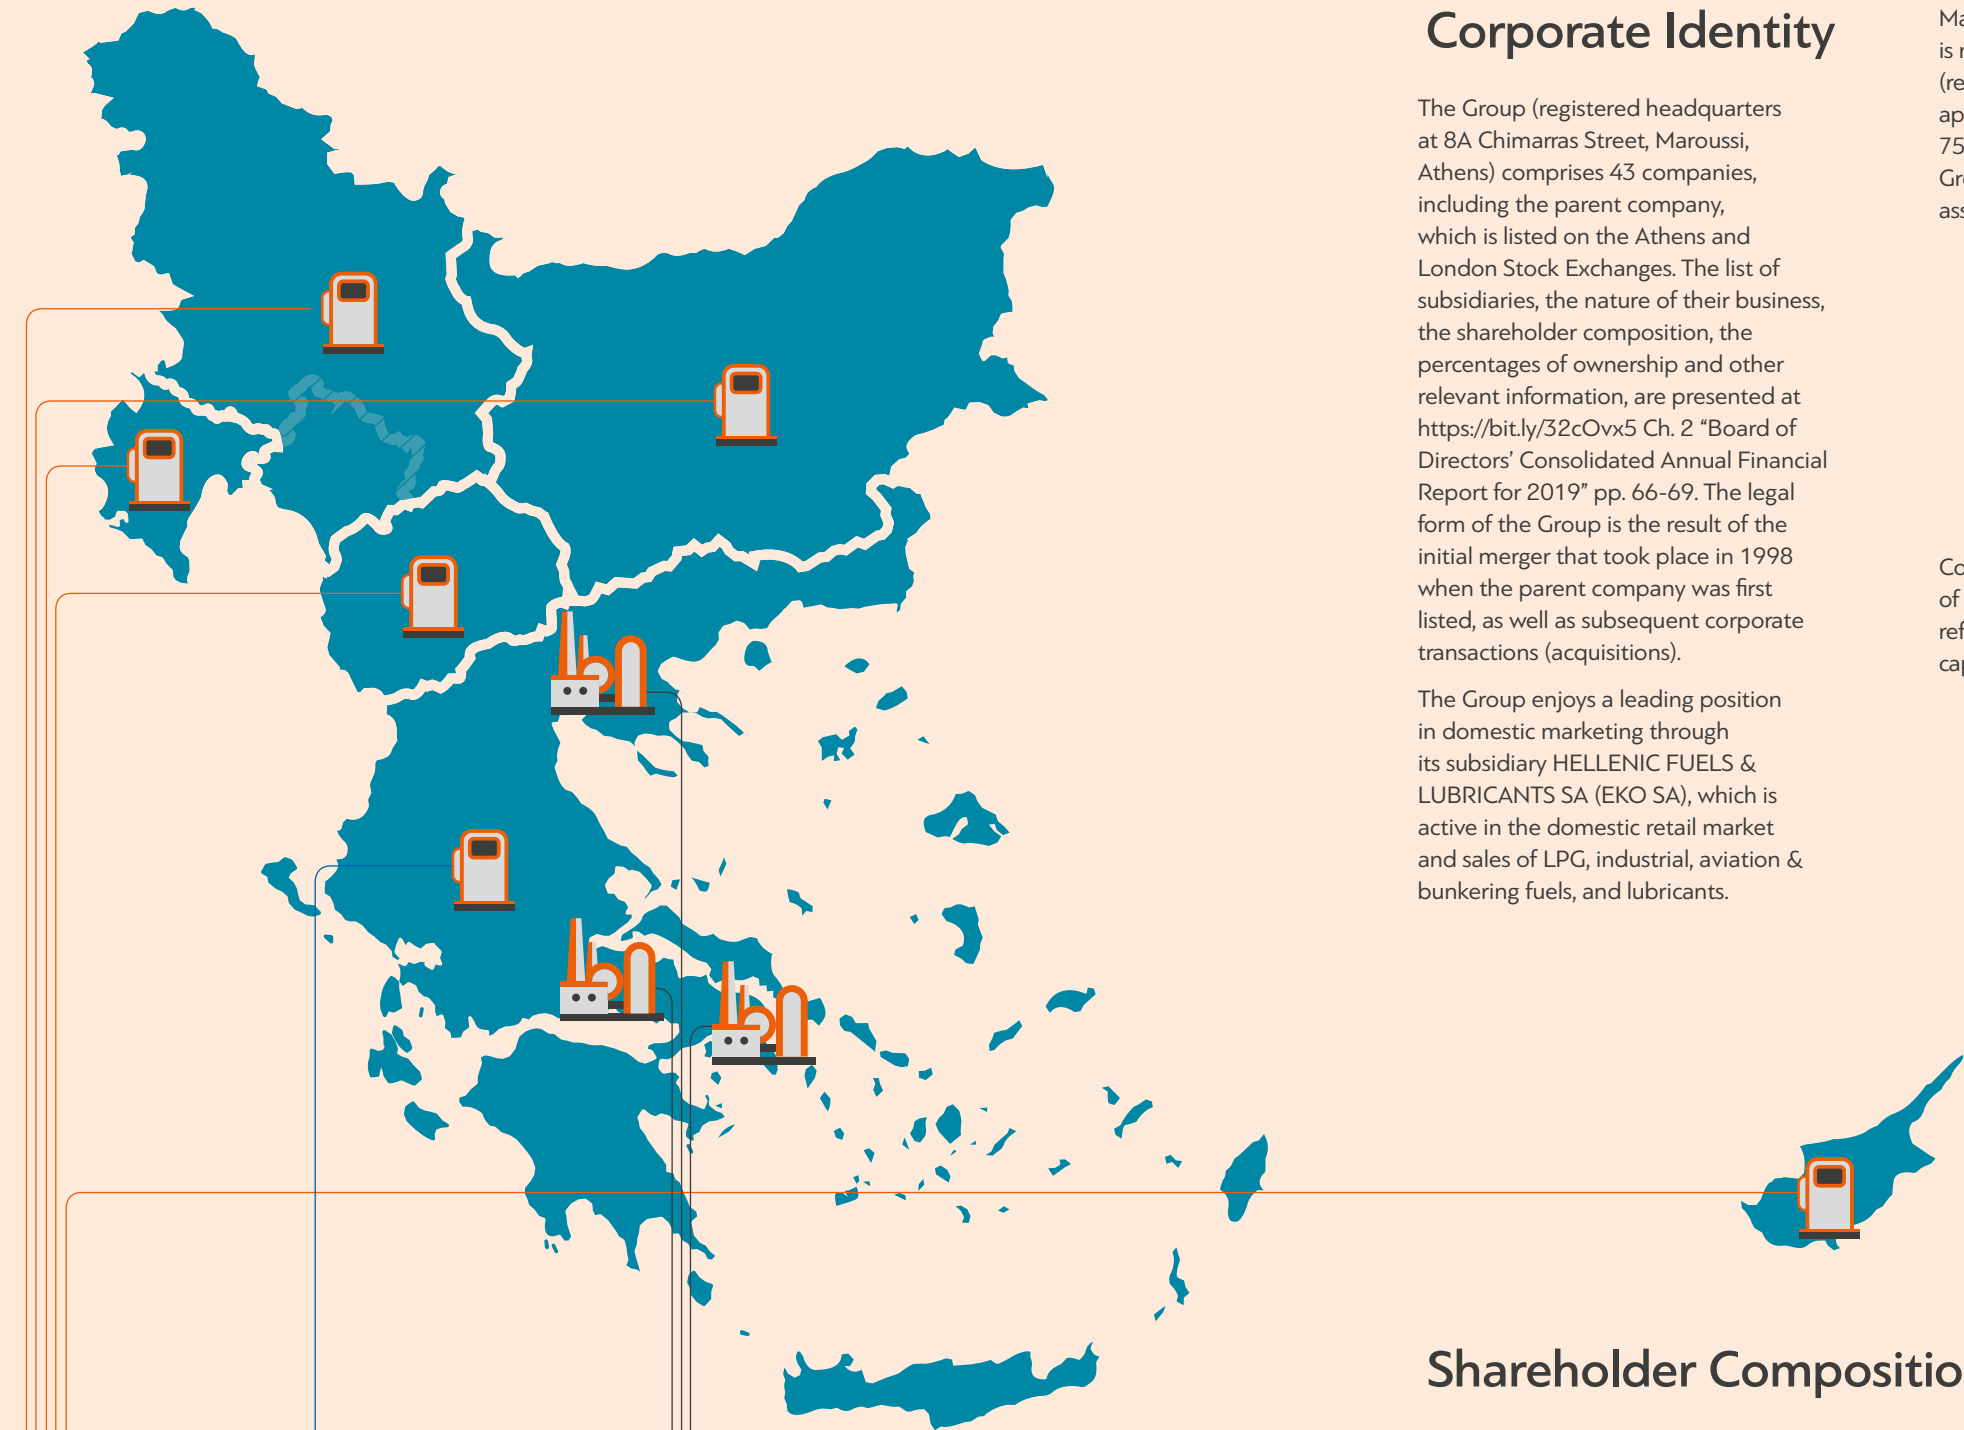 Corporate Identity
The Group (registered headquarters
at 8A Chimarras Street, Maroussi,
Athens) comprises 43 companies,
including the parent company,
which is listed on the Athens and
London Stock Exchanges. The list of
subsidiaries, the nature of their business,
the shareholder composition, the
percentages of ownership and other
relevant information, are presented at
https://bit.ly/32cOvx5 Ch. 2 “Board of
Directors’ Consolidated Annual Financial
Report for 2019” pp. 66-69. The legal
form of the Group is the result of the
initial merger that took place in 1998
when the parent company was first
listed, as well as subsequent corporate
transactions (acquisitions).
The Group enjoys a leading position
in domestic marketing through
its subsidiary HELLENIC FUELS &
LUBRICANTS SA (EKO SA), which is
active in the domestic retail market
and sales of LPG, industrial, aviation &
bunkering fuels, and lubricants.
Shareholder Compositio
is
75
of